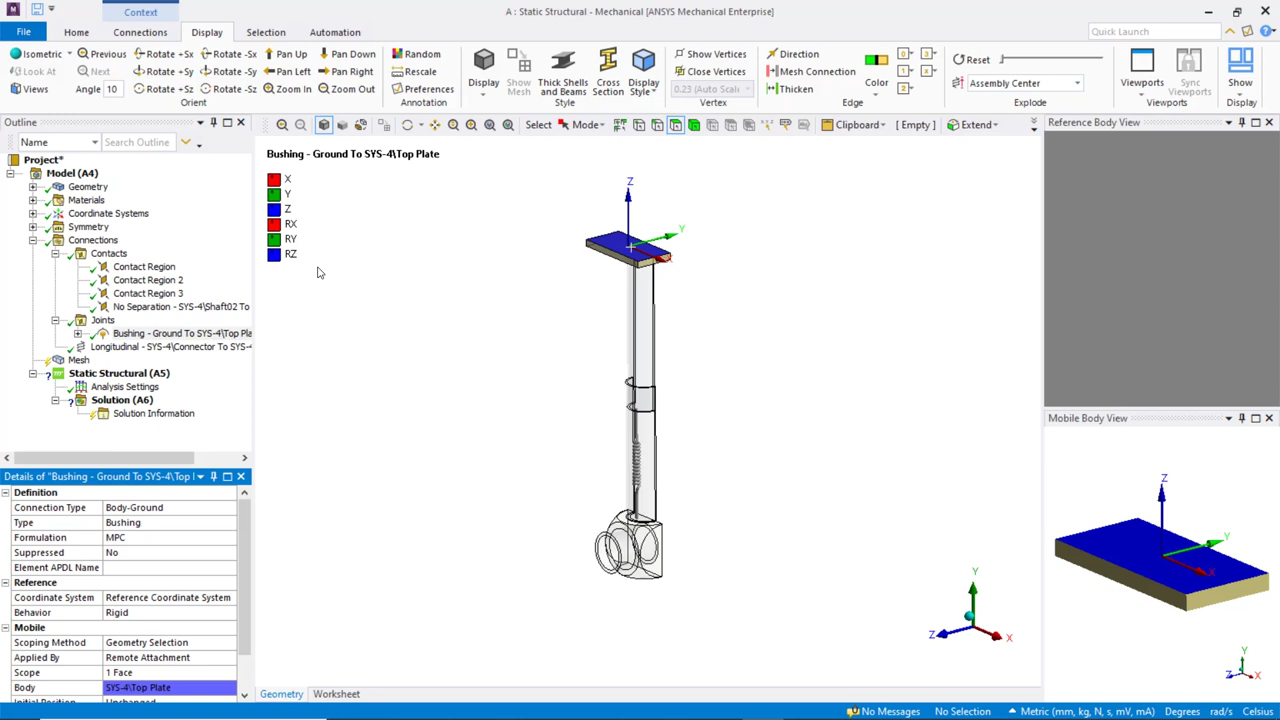 Context
A : Static Structural - Mechanical [ANSYS Mechanical Enterprise]
File Home Connections Display Selection Automation
Quick Launch
Isometric Previous Rotate +Sx Rotate -Sx Pan Up Pan Down
Look At Next Rotate +Sy Rotate -Sy Pan Left Pan Right
Views Angle 10 Rotate +Sz Rotate -Sz Zoom In Zoom Out
Orient
Random
Rescale
Preferences
Annotation
Display
Show Mesh
Thick Shells and Beams
Cross Section
Display Style
Style
Show Vertices
Close Vertices
0.23 (Auto Scale
Vertex
Direction
Mesh Connection
Thicken
Color
Edge
Reset
Assembly Center
Explode
Viewports
Sync Viewports
Viewports
Show
Display
Outline
Name Search Outline
Project*
Model (A4)
Geometry
Materials
Coordinate Systems
Symmetry
Connections
Contacts
Contact Region
Contact Region 2
Contact Region 3
No Separation - SYS-4\Shaft02 To
Joints
Bushing - Ground To SYS-4\Top Pla
Longitudinal - SYS-4\Connector To SYS-4
Mesh
Static Structural (A5)
Analysis Settings
Solution (A6)
Solution Information
Details of "Bushing - Ground To SYS-4\Top
Definition
Connection Type Body-Ground
Type Bushing
Formulation MPC
Suppressed No
Element APDL Name
Reference
Coordinate System Reference Coordinate System
Behavior Rigid
Mobile
Scoping Method Geometry Selection
Applied By Remote Attachment
Scope 1 Face
Body SYS-4\Top Plate
Initial Position Unchanged
Select Mode Clipboard [ Empty ] Extend
Bushing - Ground To SYS-4\Top Plate
X
Y
Z
RX
RY
RZ
Z
Y
X
Y
Z
X
Geometry Worksheet
Reference Body View
Mobile Body View
Z
Y
X
Y
Z
X
No Messages No Selection Metric (mm, kg, N, s, mV, mA) Degrees rad/s Celsius